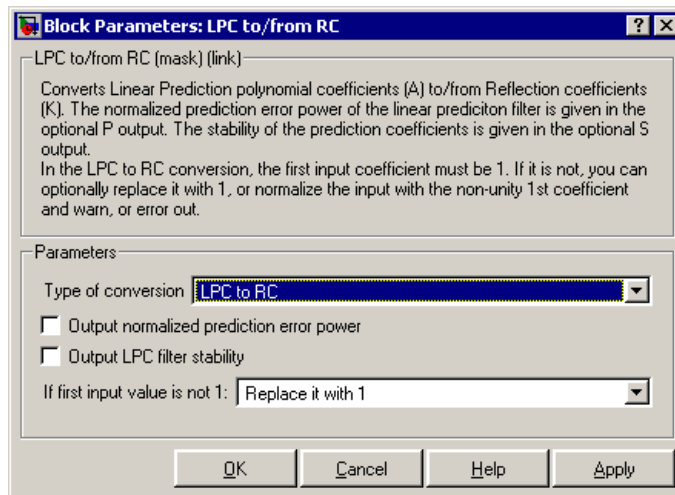 Block Parameters: LPC to/from RC
LPC to/from RC (mask) (link)
Converts Linear Prediction polynomial coefficients (A) to/from Reflection coefficients
(K). The normalized prediction error power of the linear prediciton filter is given in the
optional P output. The stability of the prediction coefficients is given in the optional S
output.
In the LPC to RC conversion, the first input coefficient must be 1. If it is not, you can
optionally replace it with 1, or normalize the input with the non-unity 1st coefficient
and warn, or error out.
Parameters
Type of conversion LPC to RC
Output normalized prediction error power
Output LPC filter stability
If first input value is not 1: Replace it with 1
OK Cancel Help Apply